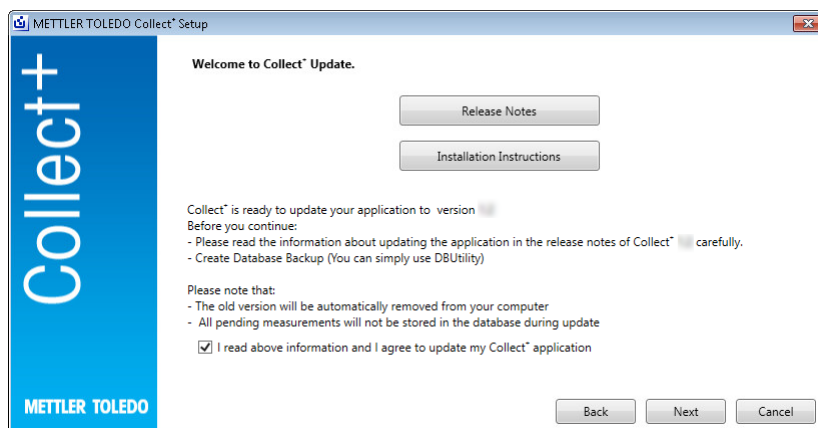 METTLER TOLEDO Collect⁺ Setup
Collect+
Welcome to Collect⁺ Update.
Release Notes
Installation Instructions
Collect⁺ is ready to update your application to version
Before you continue:
- Please read the information about updating the application in the release notes of Collect⁺ carefully.
- Create Database Backup (You can simply use DBUtility)
Please note that:
- The old version will be automatically removed from your computer
- All pending measurements will not be stored in the database during update
I read above information and I agree to update my Collect⁺ application
METTLER TOLEDO
Back Next Cancel